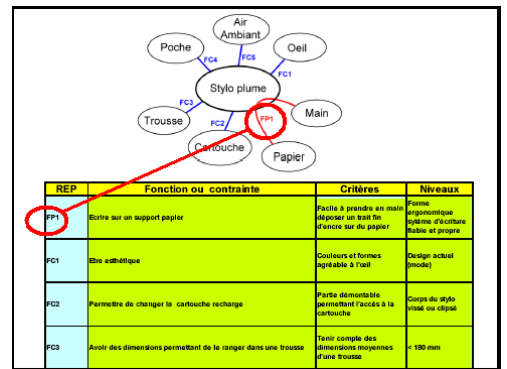 Air
Ambiant
Poche
Oeil
FC4
FC5
FC1
Stylo plume
FC3
Trousse
FC2
FP1
Main
Cartouche
Papier
REP Fonction ou contrainte Critères Niveaux
FP1 Ecrire sur un support papier
Facile à prendre en main
déposer un trait fin
d'encre sur du papier
Forme
ergonomique
sytème d'écriture
fiable et propre
FC1 Etre esthétique
Couleurs et formes
agréable à l'œil
Design actuel
(mode)
FC2 Permettre de changer la cartouche recharge
Partie démontable
permettant l'accès à la
cartouche
Corps du stylo
vissé ou clipsé
FC3 Avoir des dimensions permettant de le ranger dans une trousse
Tenir compte des
dimensions moyennes
d'une trousse
< 180 mm